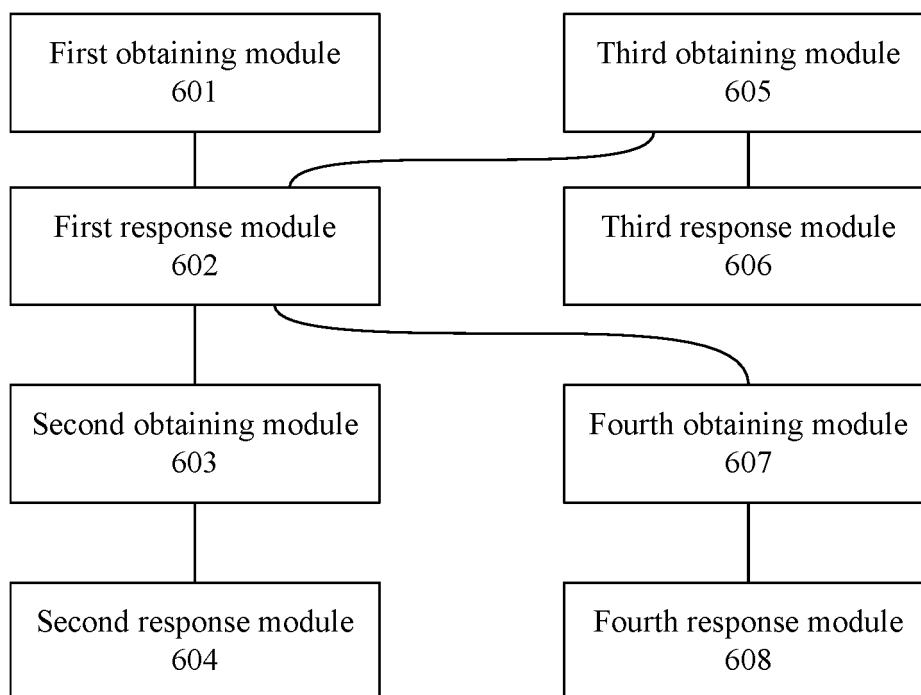 First obtaining module
601
Third obtaining module
605
First response module
602
Third response module
606
Second obtaining module
603
Fourth obtaining module
607
Second response module
604
Fourth response module
608